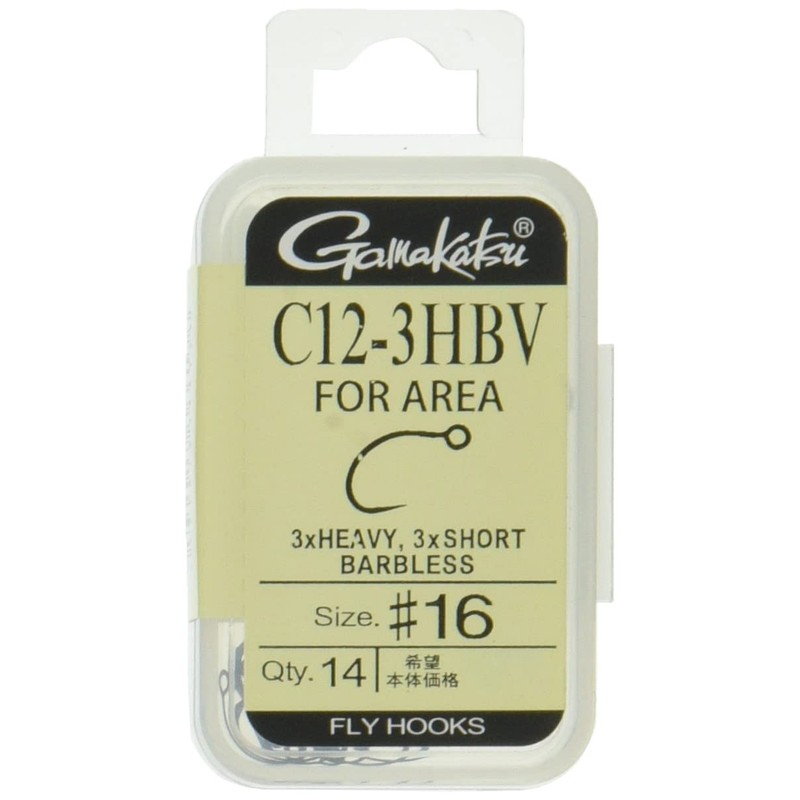 Gamakatsu®
C12-3HBV
FOR AREA
3xHEAVY, 3xSHORT
BARBLESS
Size. #16
Qty. 14
希望
本体価格
FLY HOOKS